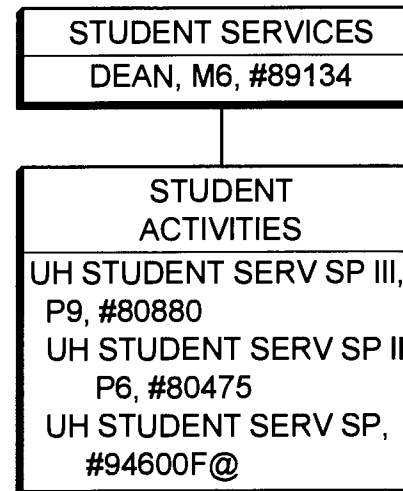 STUDENT SERVICES
DEAN, M6, #89134
STUDENT
ACTIVITIES
UH STUDENT SERV SP III,
P9, #80880
UH STUDENT SERV SP II
P6, #80475
UH STUDENT SERV SP,
#94600F@